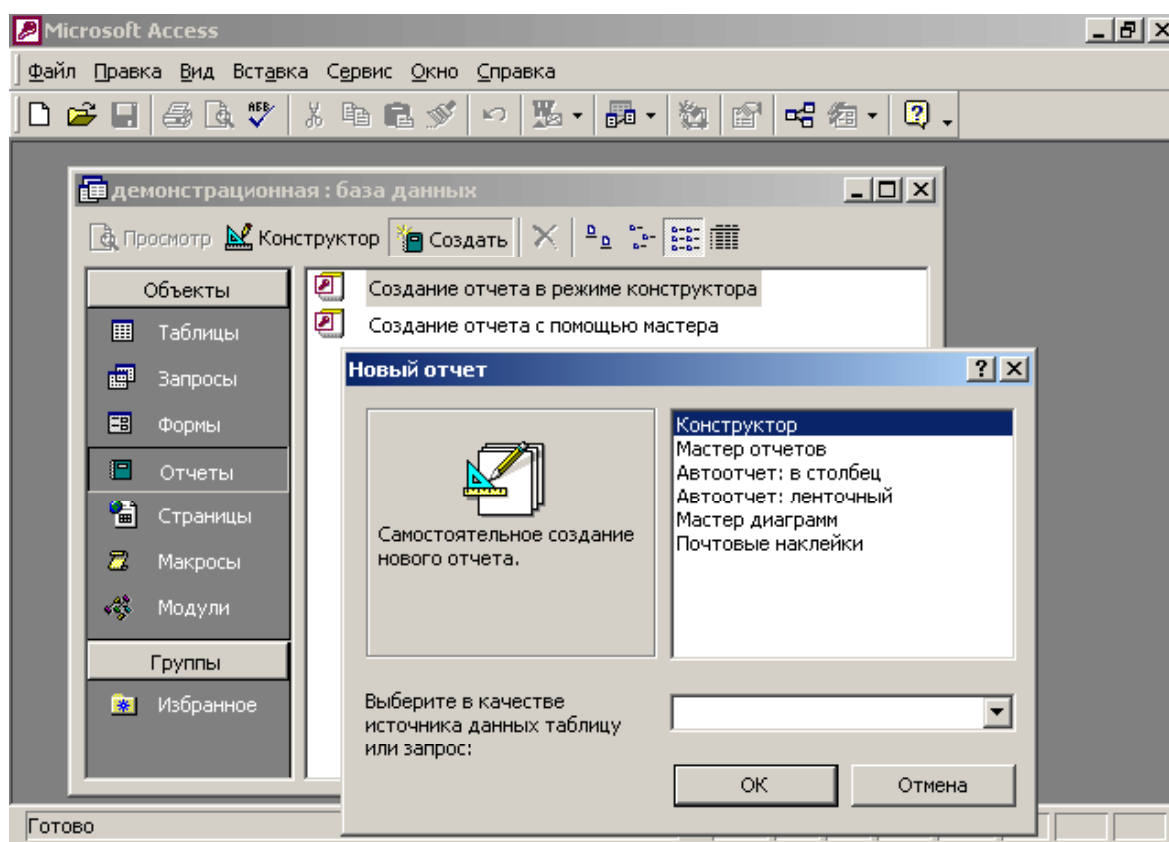 Microsoft Access
Файл Правка Вид Вставка Сервис Окно Справка
демонстрационная : база данных
Просмотр Конструктор Создать
Объекты
Таблицы
Запросы
Формы
Отчеты
Страницы
Макросы
Модули
Группы
Избранное
Создание отчета в режиме конструктора
Создание отчета с помощью мастера
Новый отчет
Самостоятельное создание
нового отчета.
Конструктор
Мастер отчетов
Автоотчет: в столбец
Автоотчет: ленточный
Мастер диаграмм
Почтовые наклейки
Выберите в качестве
источника данных таблицу
или запрос:
ОК
Отмена
Готово